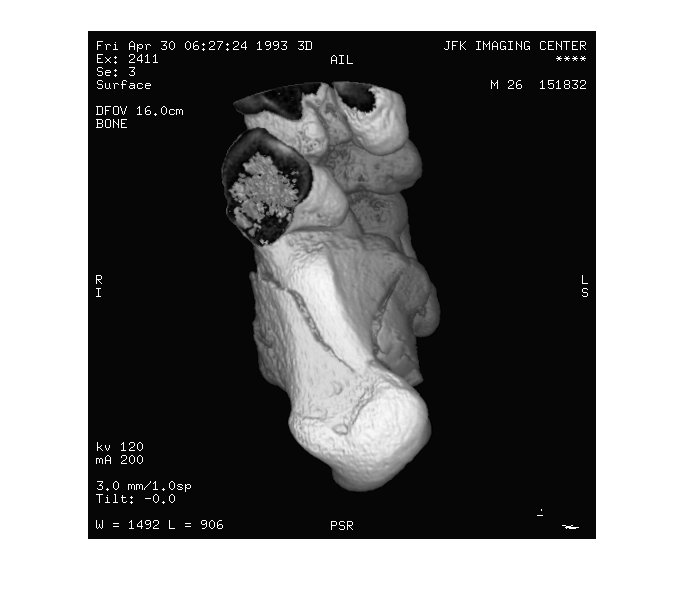 Fri Apr 30 06:27:24 1993 3D
JFK IMAGING CENTER
Ex: 2411
AIL
****
Se: 3
Surface
M 26 151832
DFOV 16.0cm
BONE
R
I
L
S
kv 120
mA 200
3.0 mm/1.0sp
Tilt: -0.0
W = 1492 L = 906
PSR